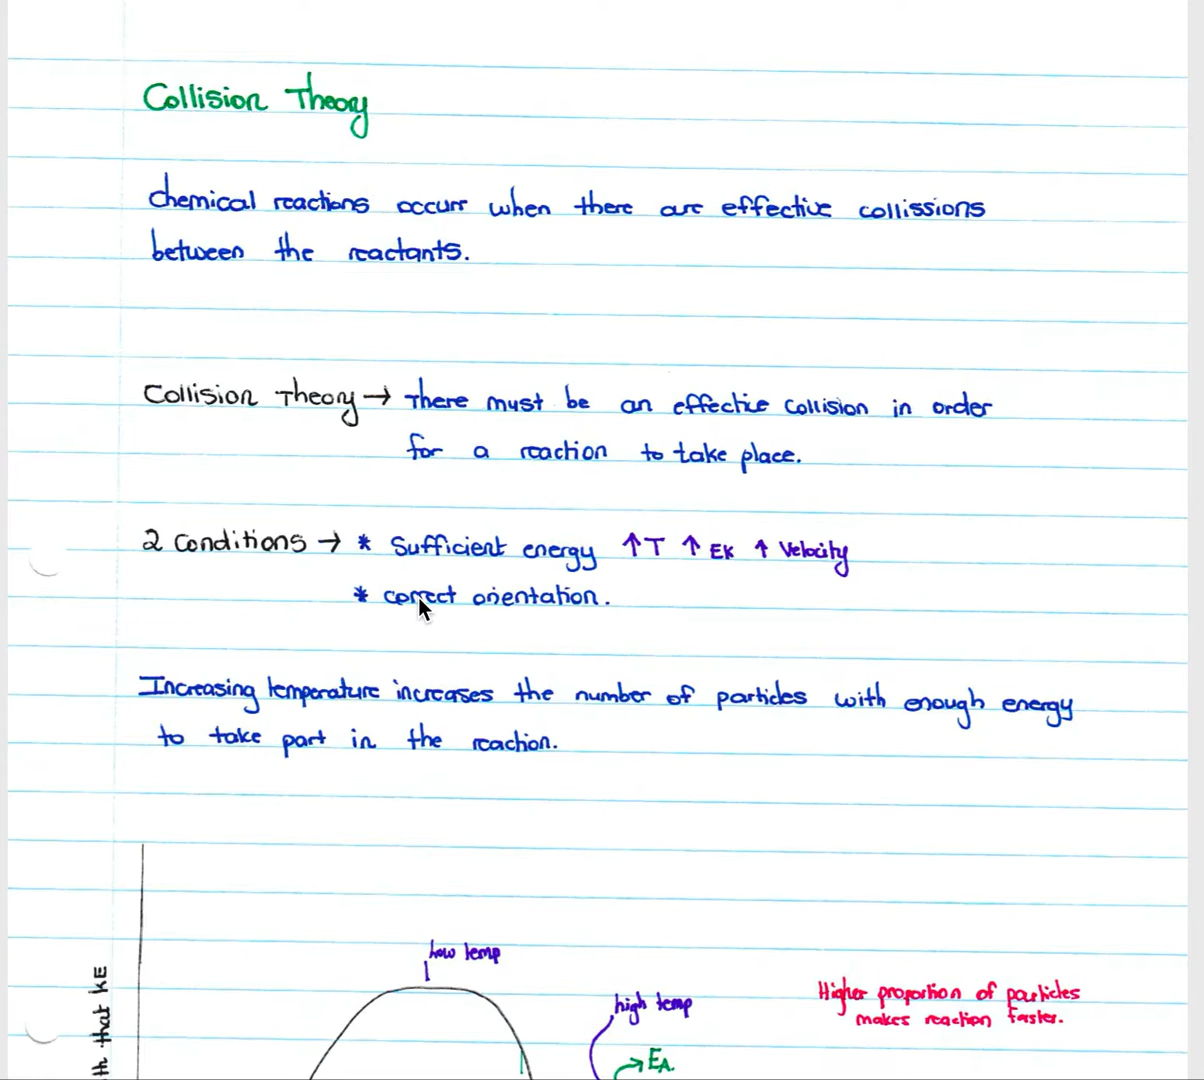 Collision Theory
chemical reactions occurr when there are effective collissions
between the reactants.
Collision Theory → There must be an effective collision in order
for a reaction to take place.
2 Conditions → * Sufficient energy ↑T ↑ EK ↑ Velocity
* correct orientation.
Increasing temperature increases the number of particles with enough energy
to take part in the reaction.
low temp
high temp
EA
Higher proportion of particles
makes reaction faster.
that KE